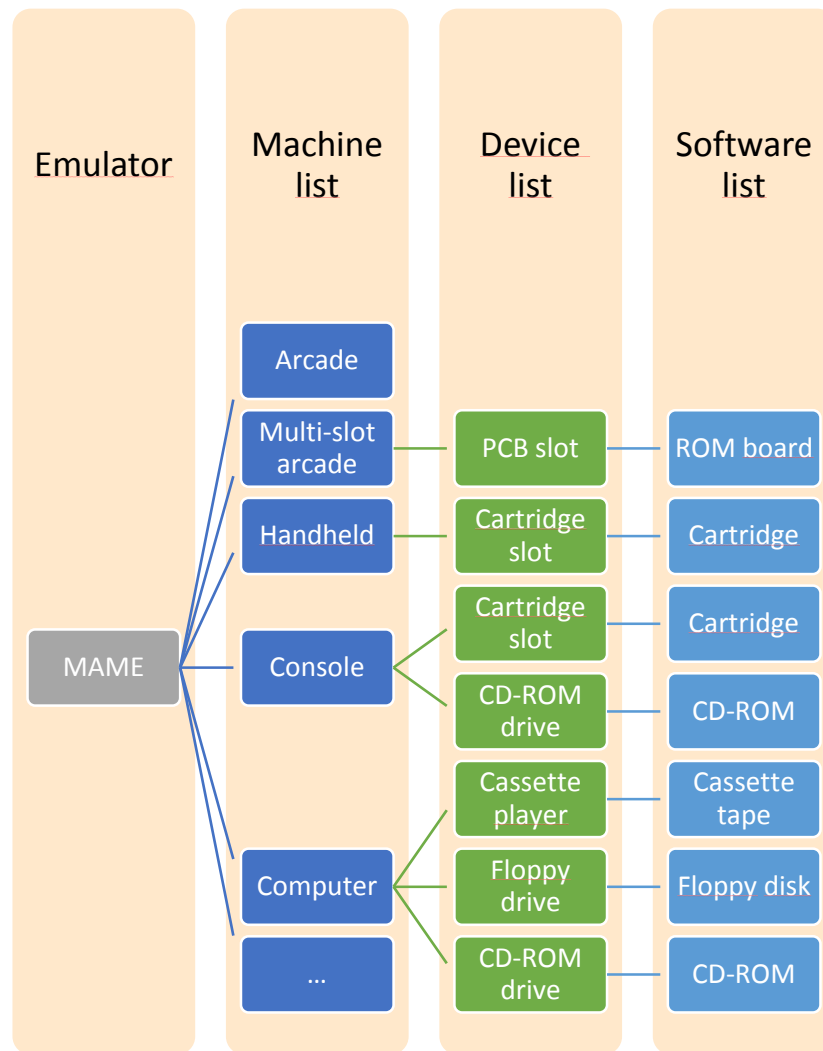 Emulator
Machine
list
Device
list
Software
list
Arcade
Multi-slot
arcade
PCB slot
ROM board
Handheld
Cartridge
slot
Cartridge
MAME
Console
Cartridge
slot
Cartridge
CD-ROM
drive
CD-ROM
Computer
Cassette
player
Cassette
tape
Floppy
drive
Floppy disk
CD-ROM
drive
CD-ROM
...